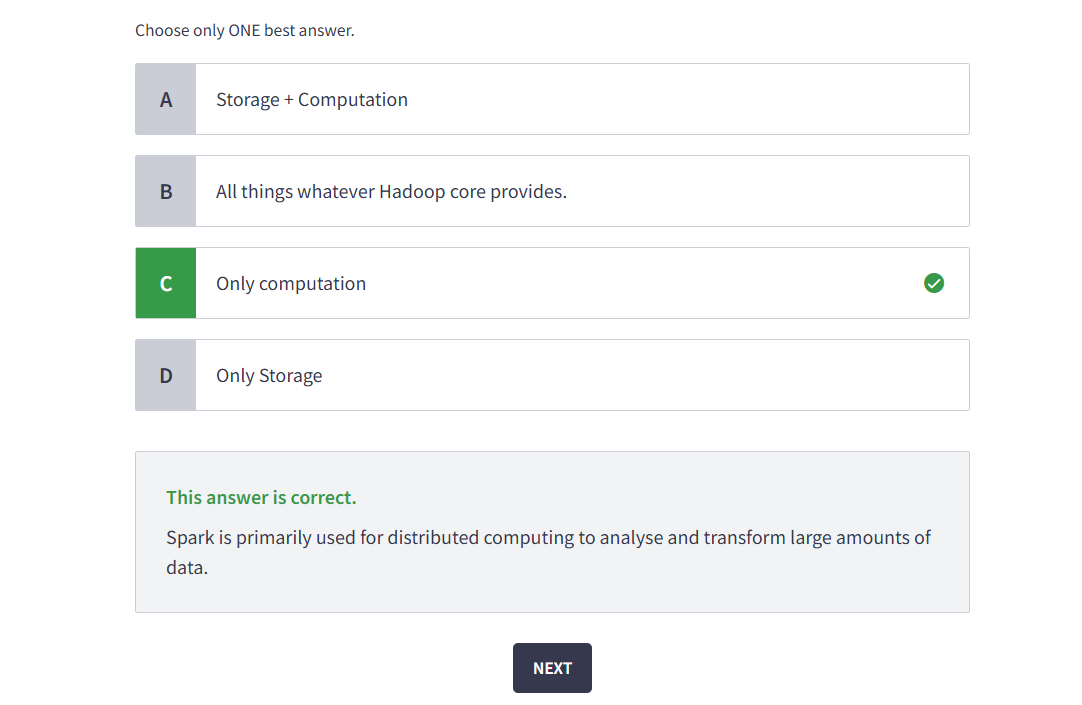 Choose only ONE best answer.
A
Storage + Computation
B
All things whatever Hadoop core provides.
C
Only computation
D
Only Storage
This answer is correct.
Spark is primarily used for distributed computing to analyse and transform large amounts of
data.
NEXT